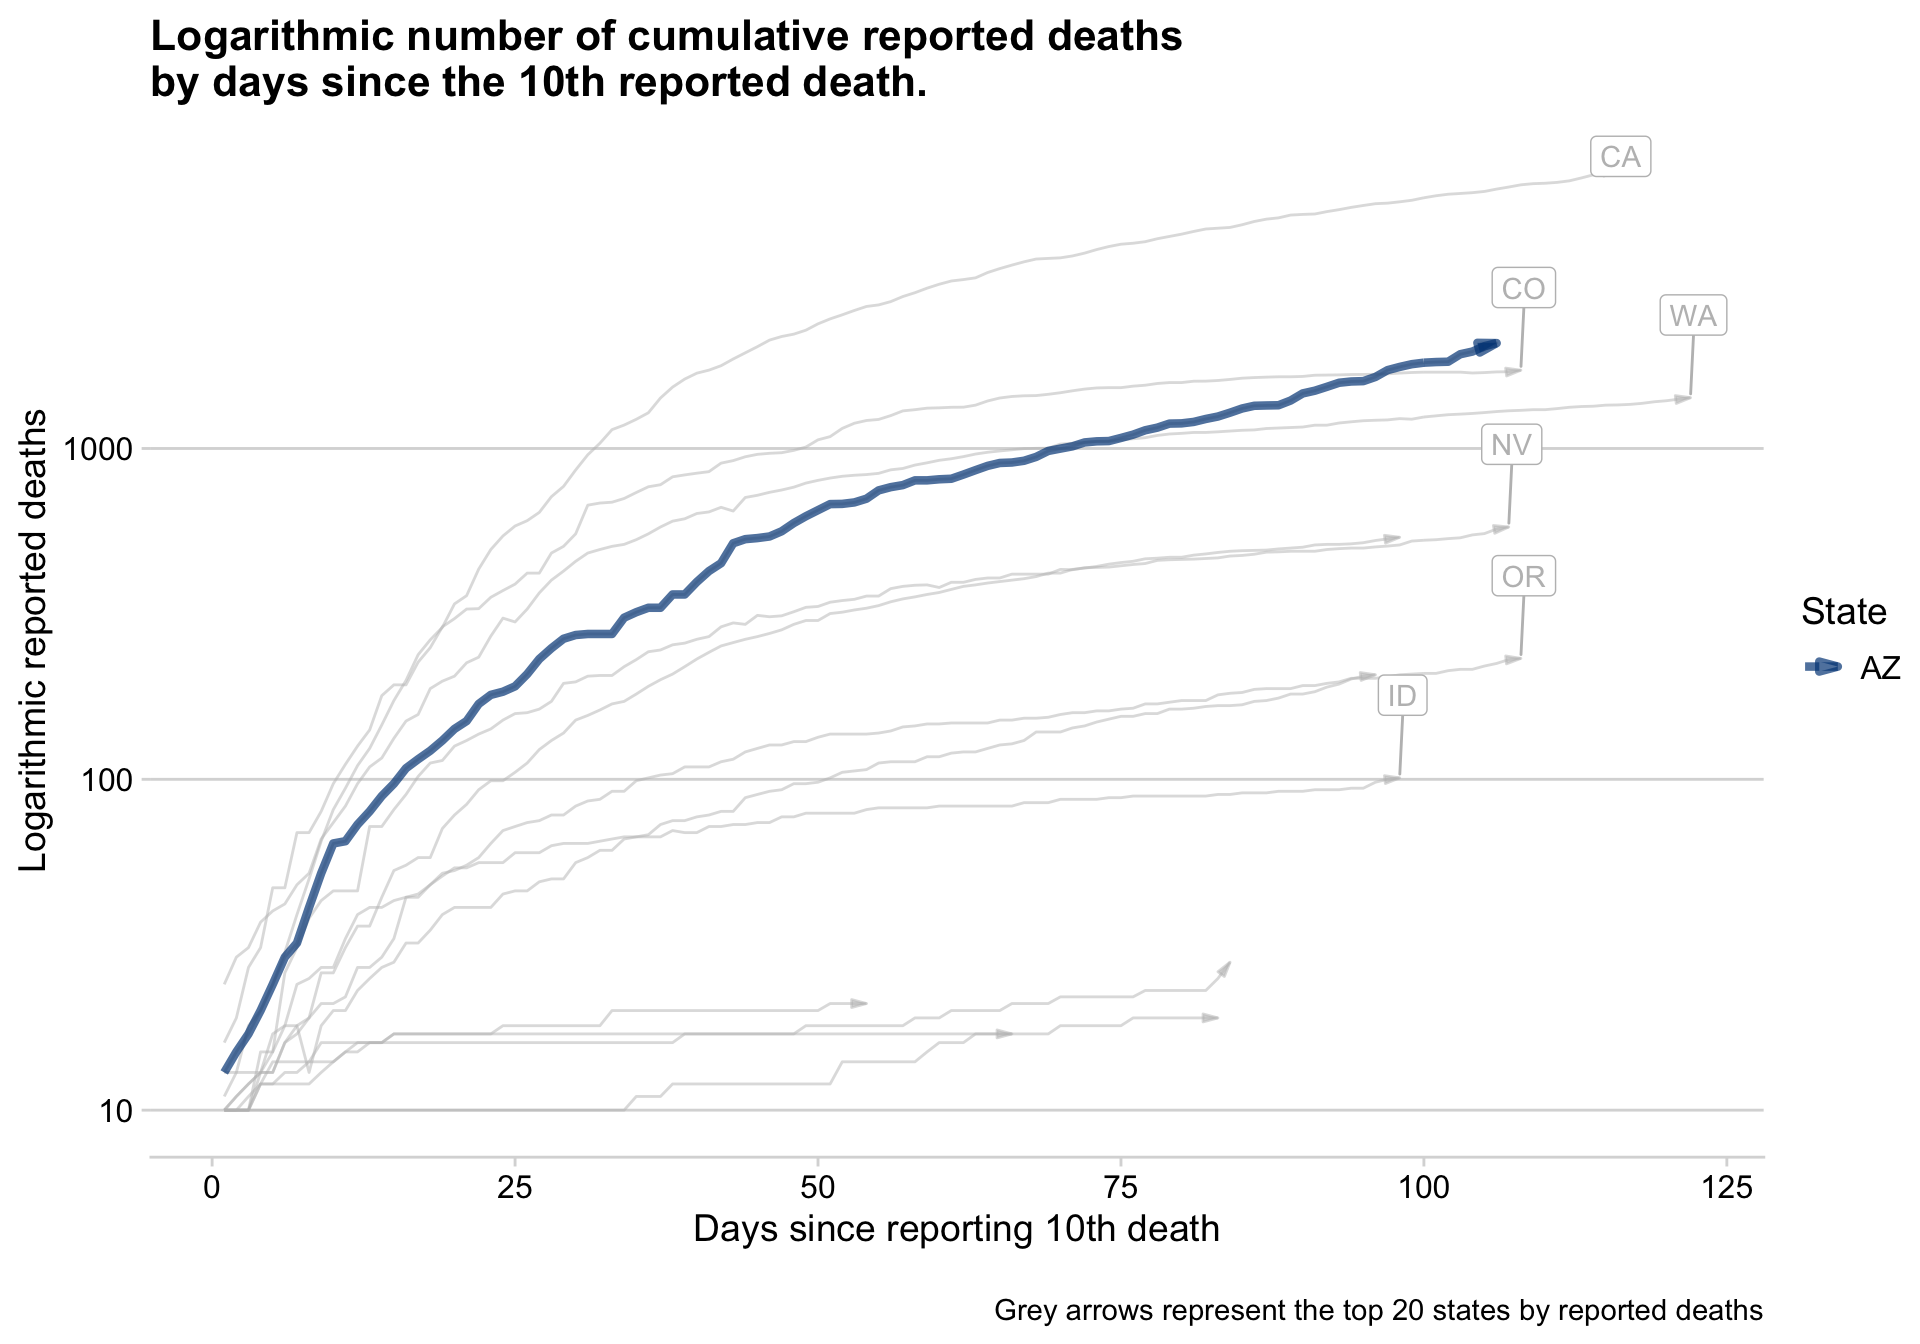 Logarithmic number of cumulative reported deaths
by days since the 10th reported death.
CA
CO
WA
NV
OR
ID
Logarithmic reported deaths
1000
100
10
0 25 50 75 100 125
Days since reporting 10th death
State
AZ
Grey arrows represent the top 20 states by reported deaths